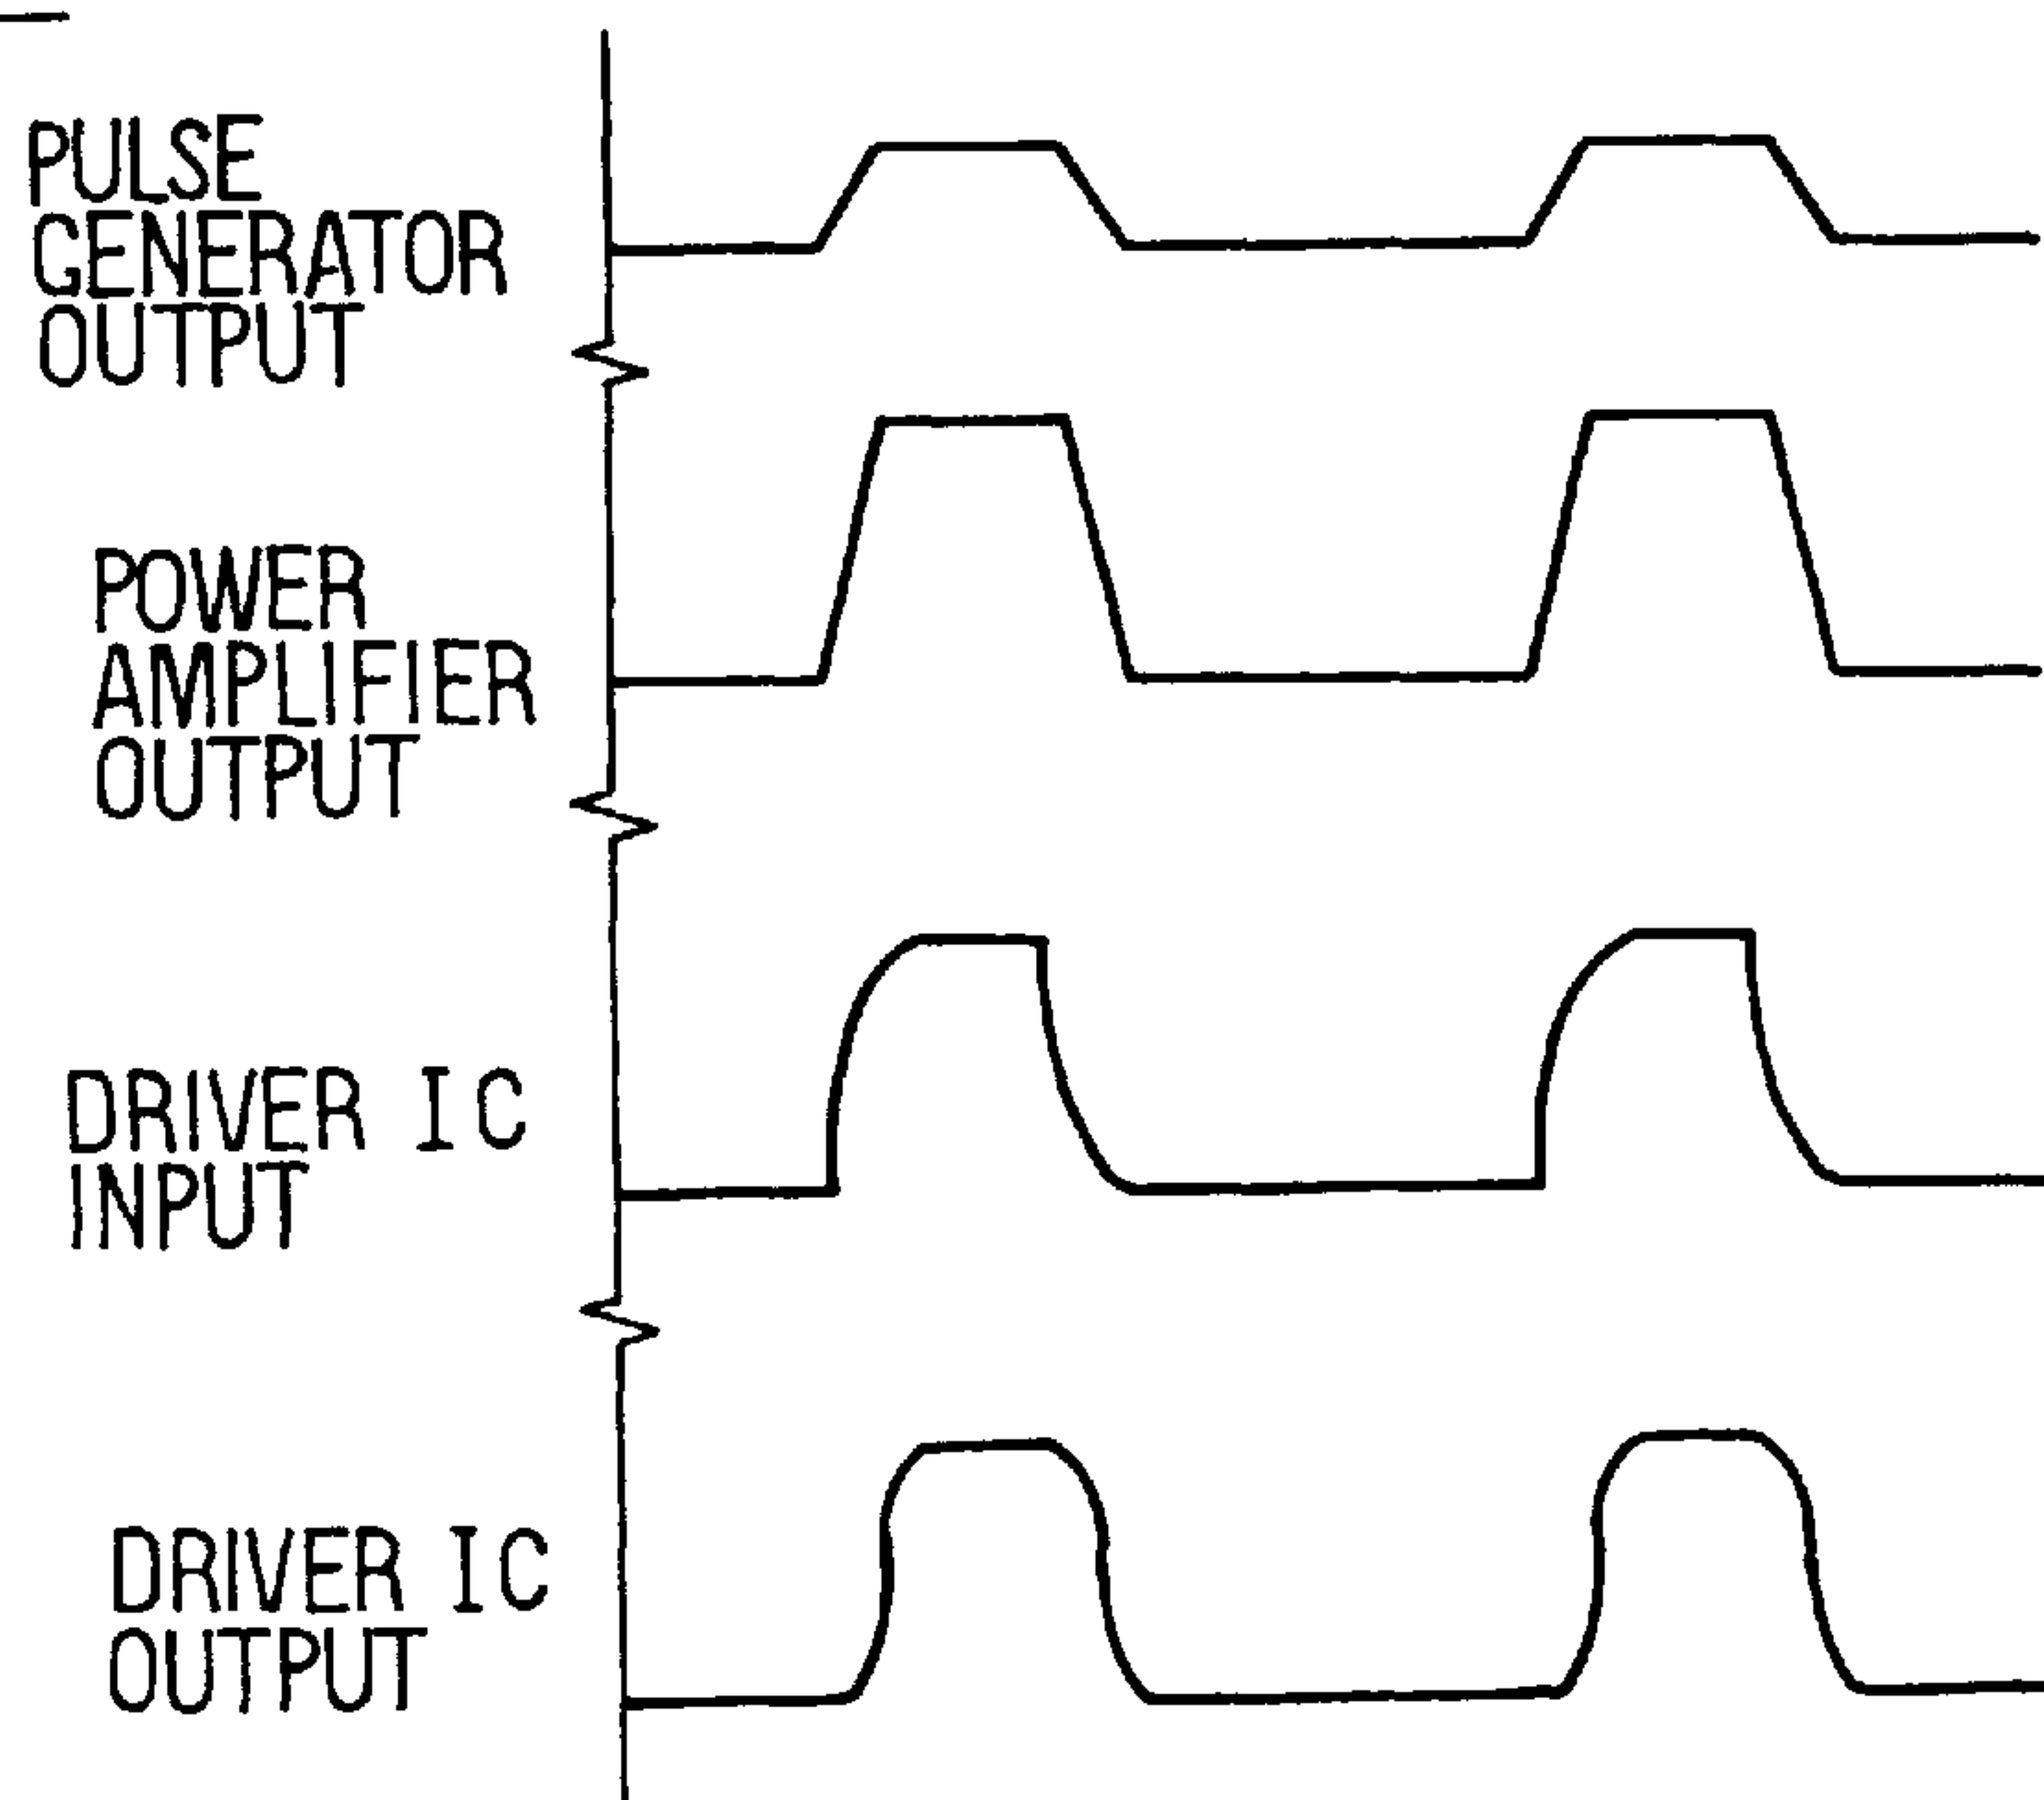 PULSE
GENERATOR
OUTPUT
POWER
AMPLIFIER
OUTPUT
DRIVER IC
INPUT
DRIVER IC
OUTPUT